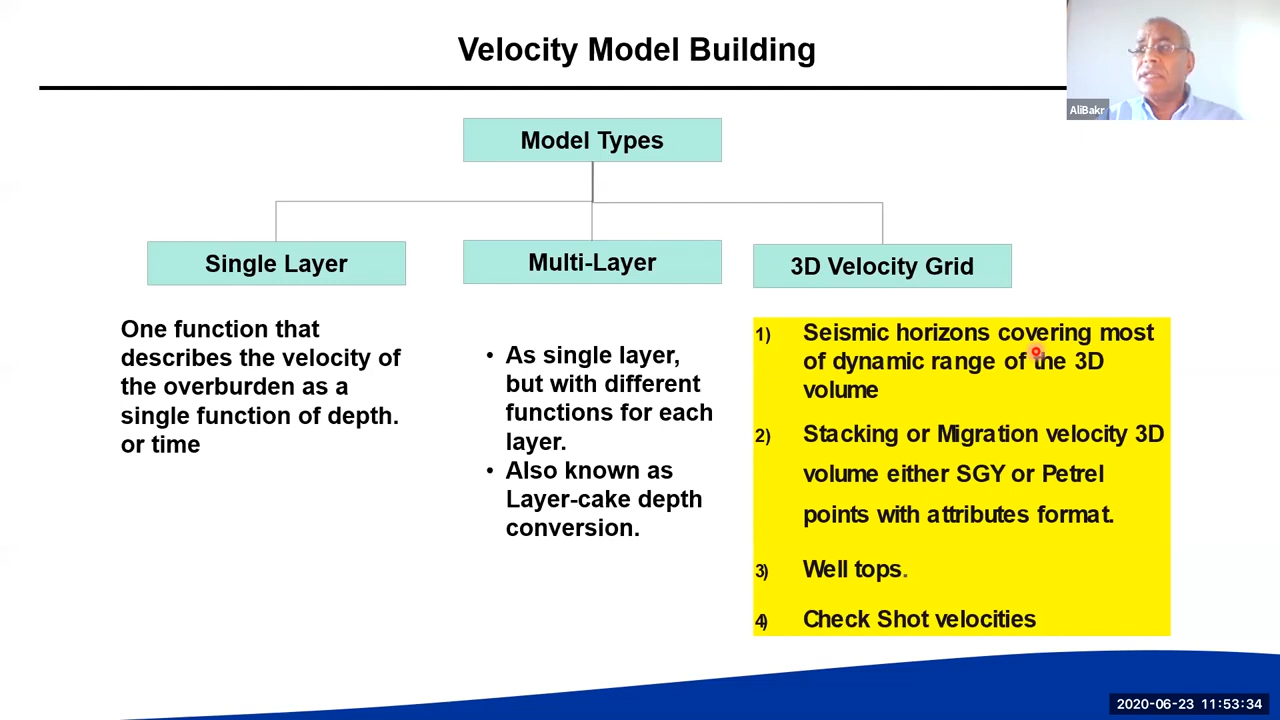 Velocity Model Building
AliBakr
Model Types
Single Layer
Multi-Layer
3D Velocity Grid
One function that
describes the velocity of
the overburden as a
single function of depth.
or time
• As single layer,
but with different
functions for each
layer.
• Also known as
Layer-cake depth
conversion.
1) Seismic horizons covering most
of dynamic range of the 3D
volume
2) Stacking or Migration velocity 3D
volume either SGY or Petrel
points with attributes format.
3) Well tops.
4) Check Shot velocities
2020-06-23 11:53:34